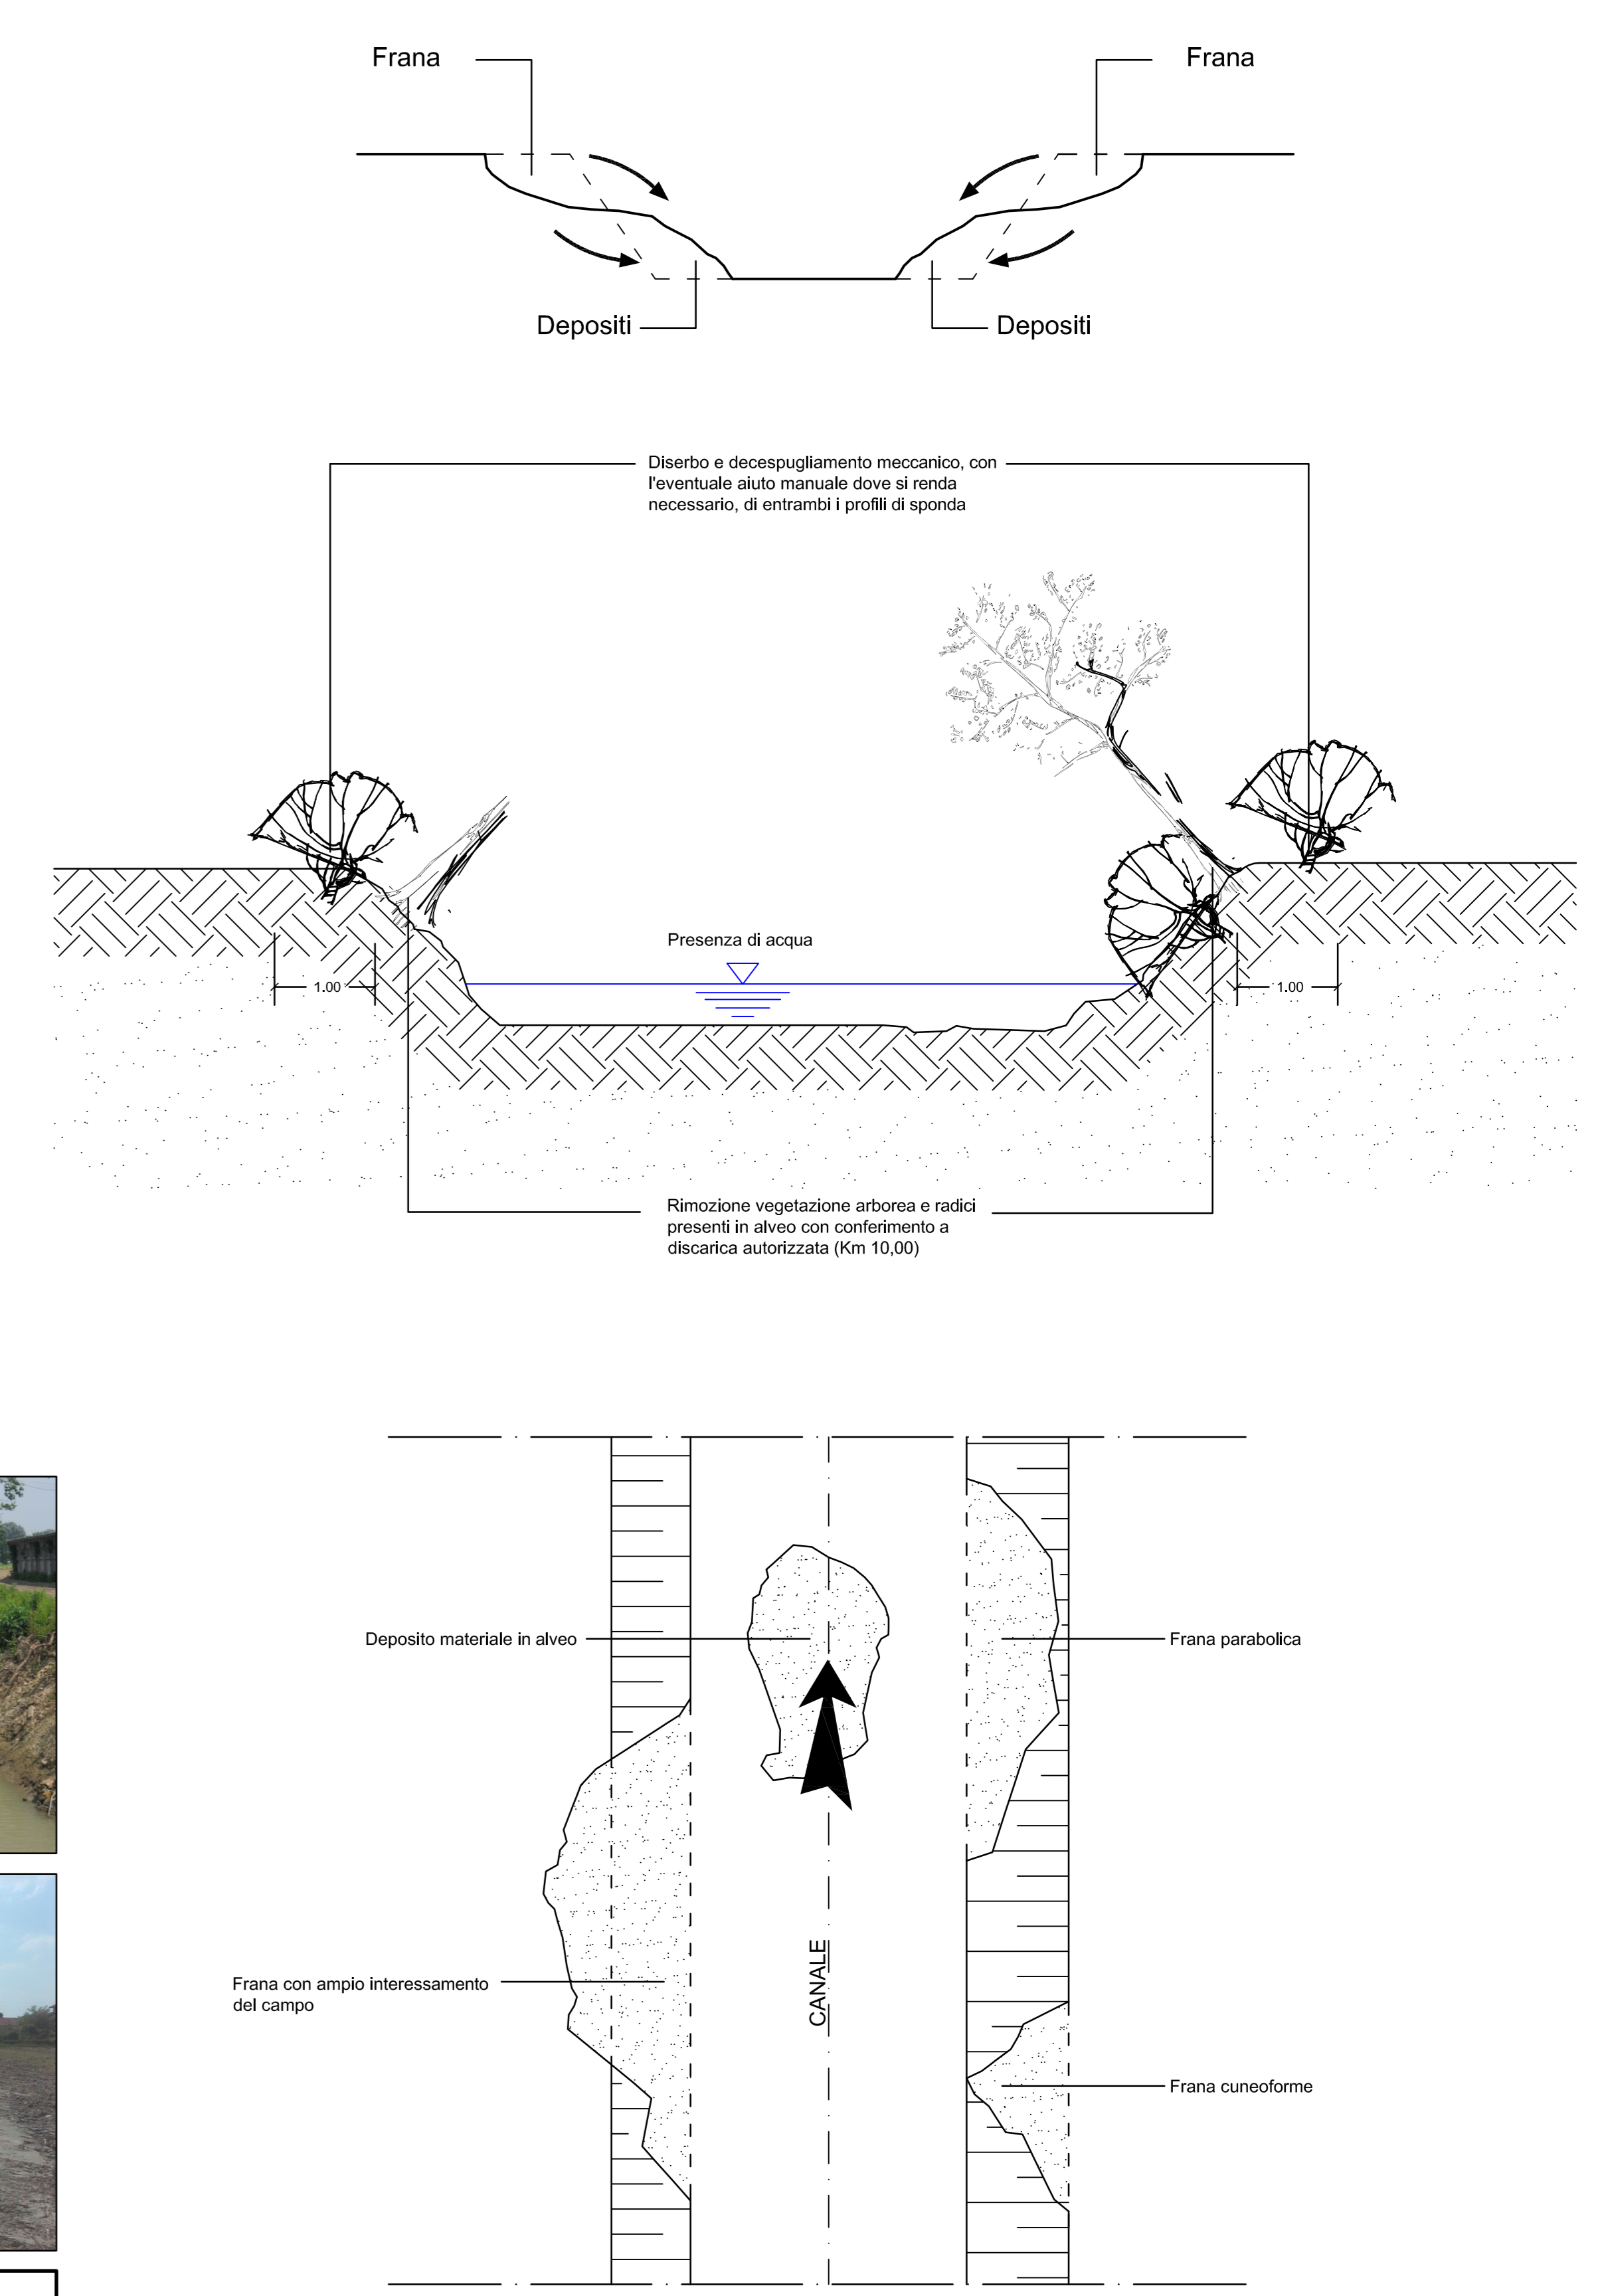 Frana
Frana
Depositi
Depositi
Diserbo e decespugliamento meccanico, con
l'eventuale aiuto manuale dove si renda
necessario, di entrambi i profili di sponda
Presenza di acqua
1.00
1.00
Rimozione vegetazione arborea e radici
presenti in alveo con conferimento a
discarica autorizzata (Km 10,00)
Deposito materiale in alveo
Frana parabolica
CANALE
Frana con ampio interessamento
del campo
Frana cuneoforme